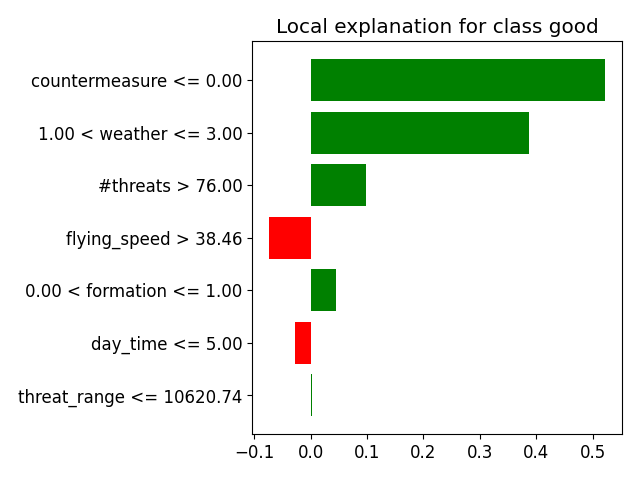 Local explanation for class good
countermeasure <= 0.00
1.00 < weather <= 3.00
#threats > 76.00
flying_speed > 38.46
0.00 < formation <= 1.00
day_time <= 5.00
threat_range <= 10620.74
−0.1 0.0 0.1 0.2 0.3 0.4 0.5